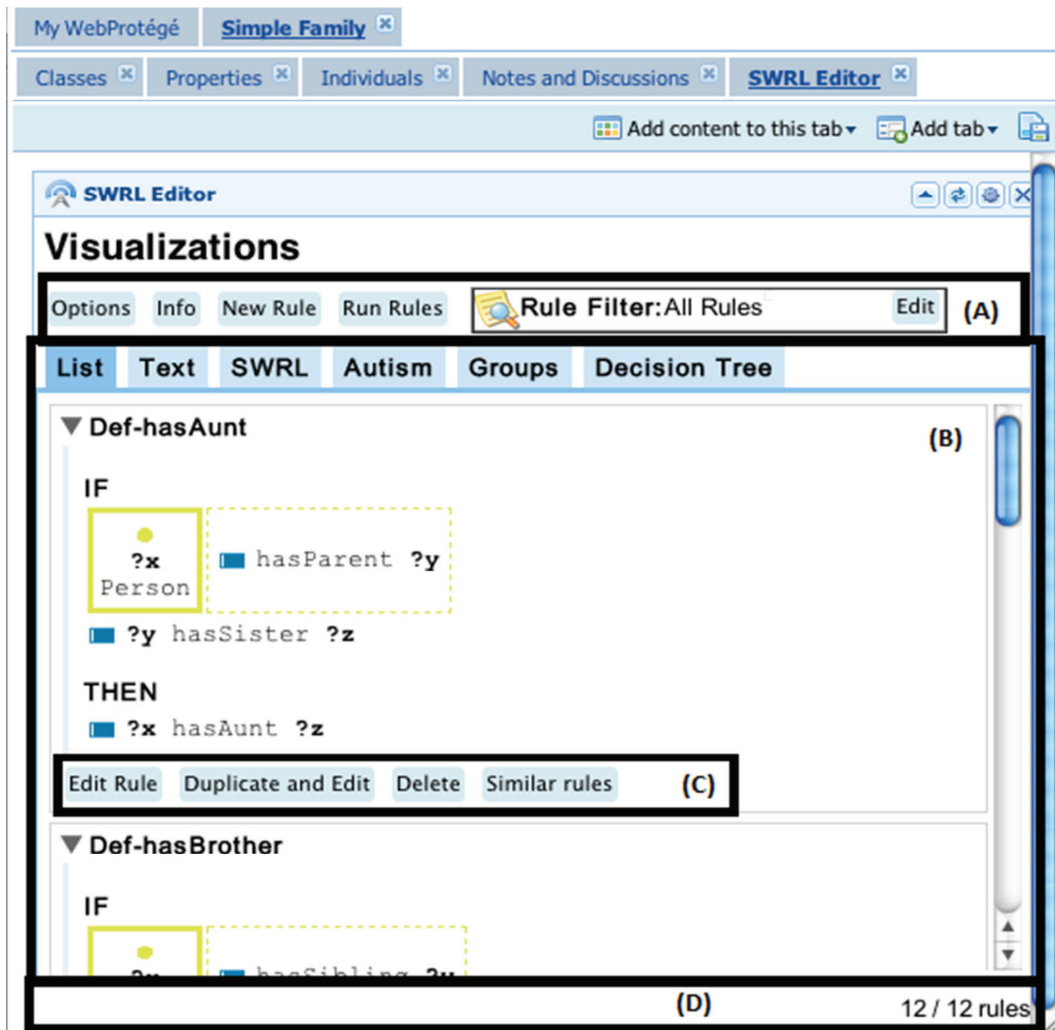 My WebProtégé Simple Family
Classes Properties Individuals Notes and Discussions SWRL Editor
Add content to this tab Add tab
SWRL Editor
Visualizations
Options Info New Rule Run Rules Rule Filter: All Rules Edit (A)
List Text SWRL Autism Groups Decision Tree
Def-hasAunt
(B)
IF
?x
Person
hasParent ?y
?y hasSister ?z
THEN
?x hasAunt ?z
Edit Rule Duplicate and Edit Delete Similar rules (C)
Def-hasBrother
IF
?x hasSibling ?y
(D) 12 / 12 rules